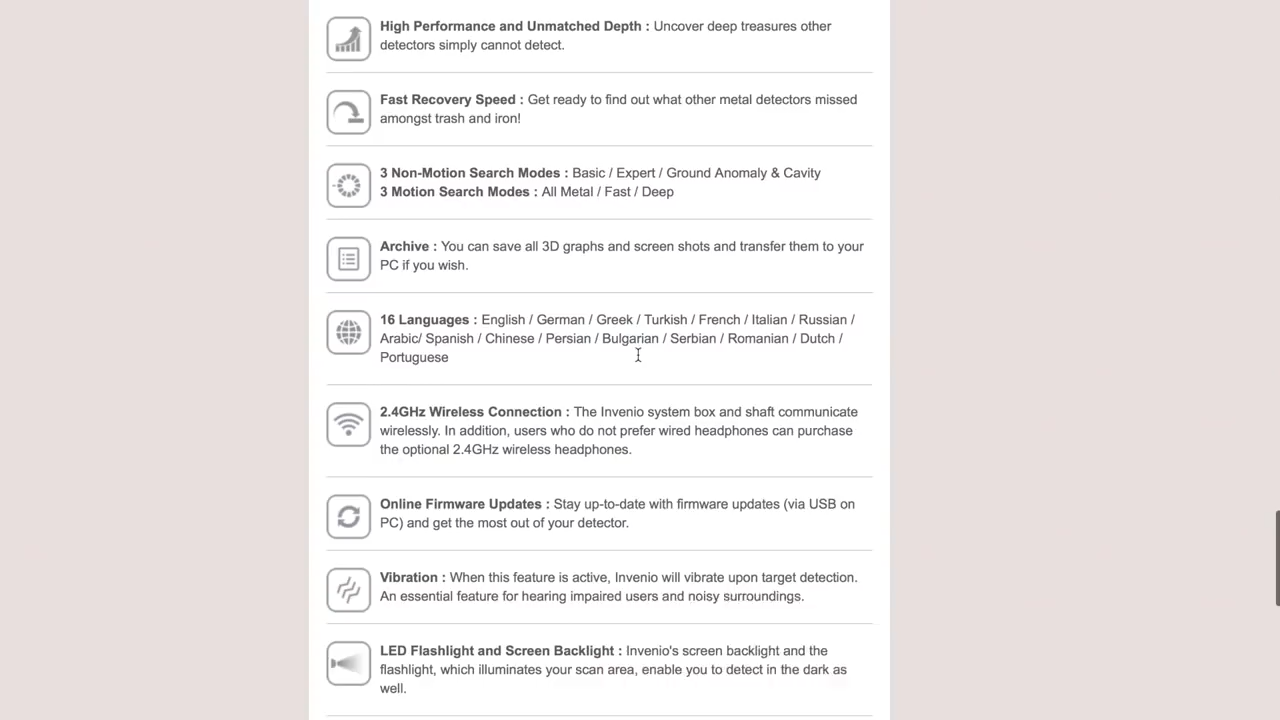 High Performance and Unmatched Depth : Uncover deep treasures other
detectors simply cannot detect.
Fast Recovery Speed : Get ready to find out what other metal detectors missed
amongst trash and iron!
3 Non-Motion Search Modes : Basic / Expert / Ground Anomaly & Cavity
3 Motion Search Modes : All Metal / Fast / Deep
Archive : You can save all 3D graphs and screen shots and transfer them to your
PC if you wish.
16 Languages : English / German / Greek / Turkish / French / Italian / Russian /
Arabic/ Spanish / Chinese / Persian / Bulgarian / Serbian / Romanian / Dutch /
Portuguese
2.4GHz Wireless Connection : The Invenio system box and shaft communicate
wirelessly. In addition, users who do not prefer wired headphones can purchase
the optional 2.4GHz wireless headphones.
Online Firmware Updates : Stay up-to-date with firmware updates (via USB on
PC) and get the most out of your detector.
Vibration : When this feature is active, Invenio will vibrate upon target detection.
An essential feature for hearing impaired users and noisy surroundings.
LED Flashlight and Screen Backlight : Invenio's screen backlight and the
flashlight, which illuminates your scan area, enable you to detect in the dark as
well.